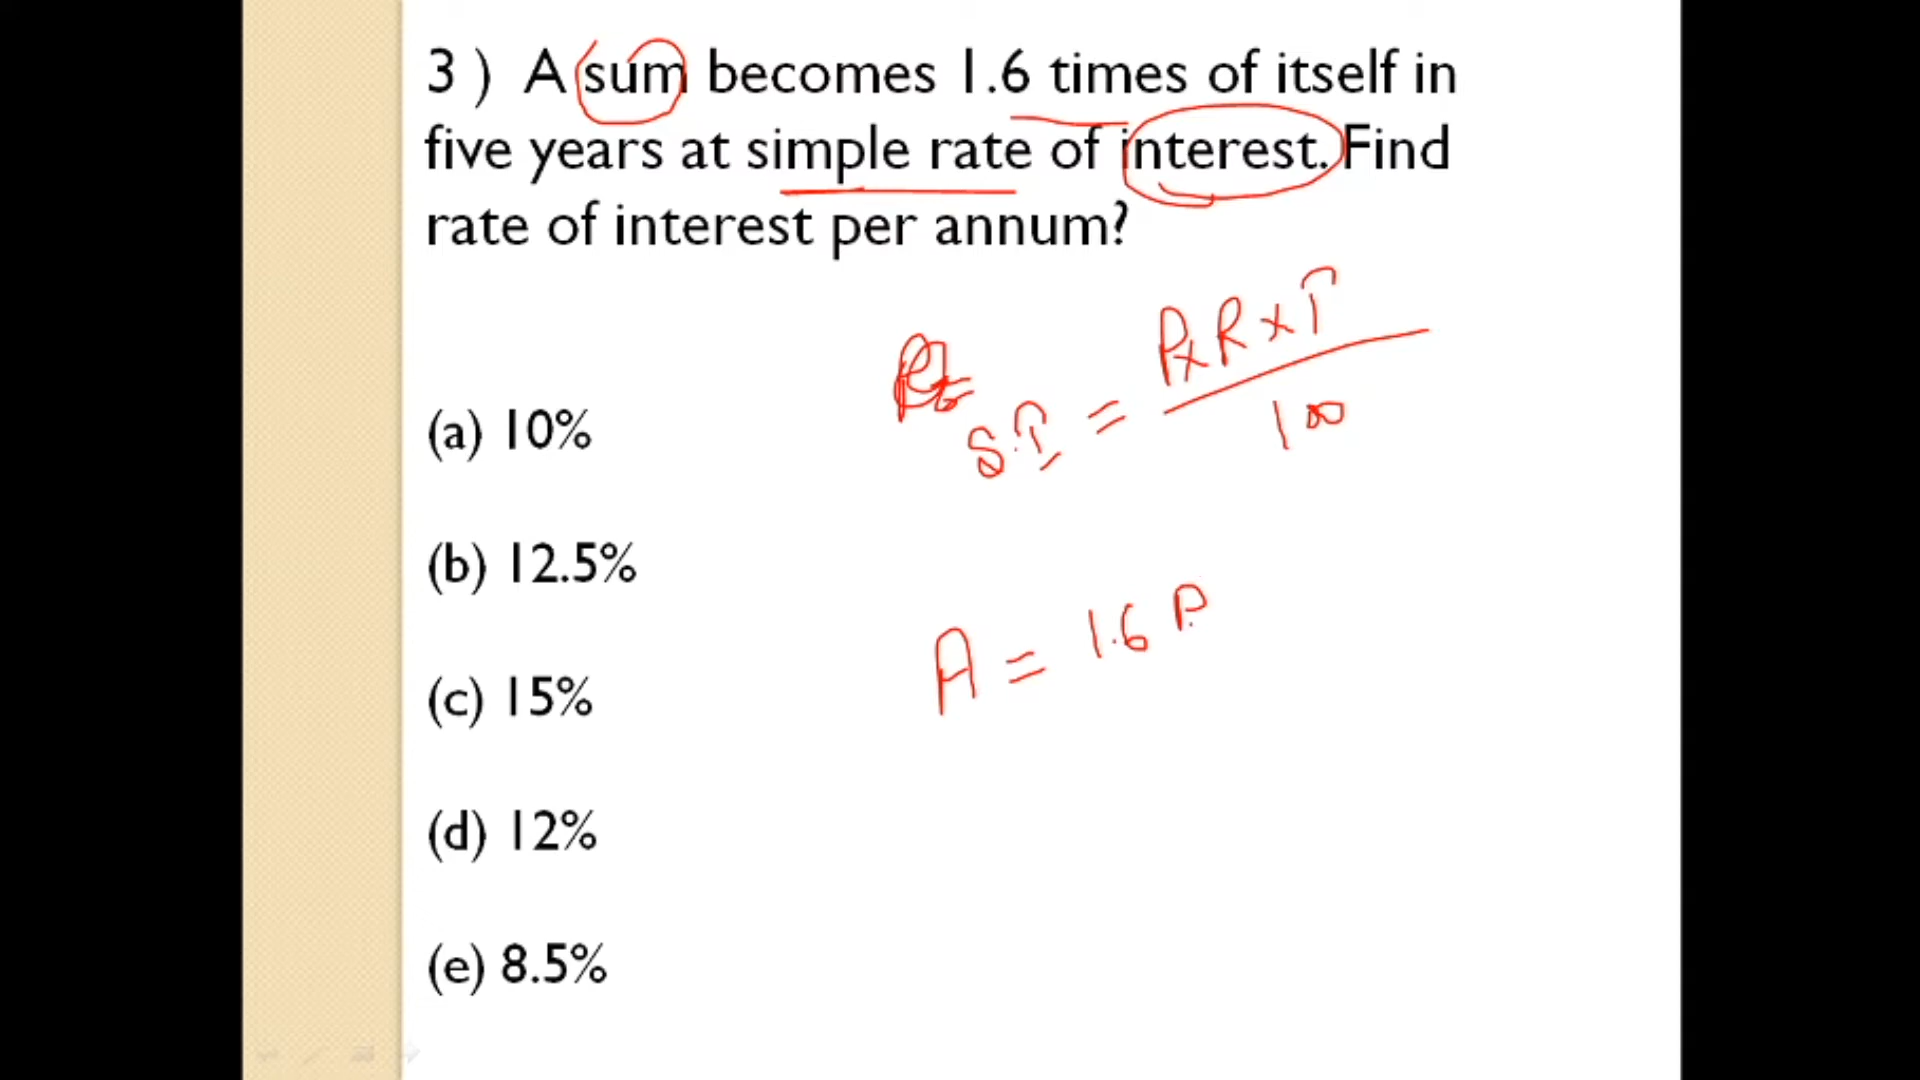 3 ) A sum becomes 1.6 times of itself in
five years at simple rate of interest. Find
rate of interest per annum?
P x R x T
S.I =
100
(a) 10%
(b) 12.5%
A = 1.6 P
(c) 15%
(d) 12%
(e) 8.5%